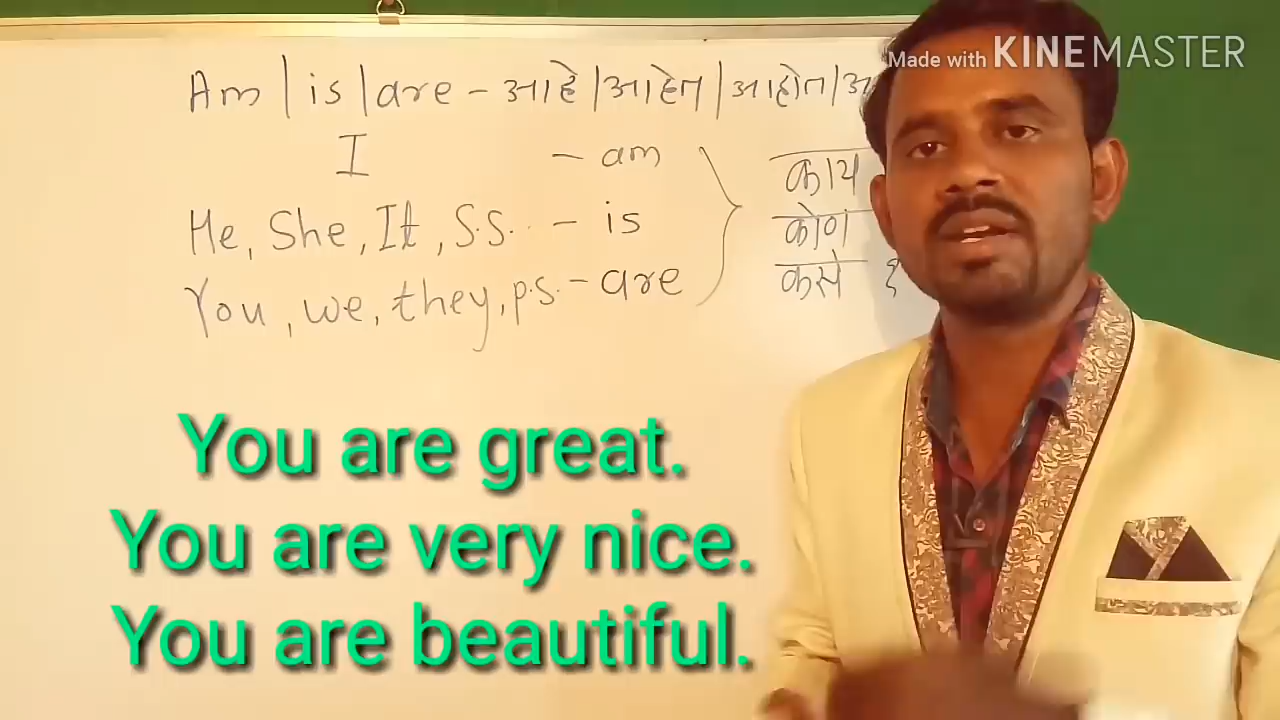 Made with KINEMASTER
Am | is | are - आहे | आहेत | आहोत |
I - am
He, She, It, S.S. - is
You, we, they, p.s. - are
काय
कोण
कसे
You are great.
You are very nice.
You are beautiful.